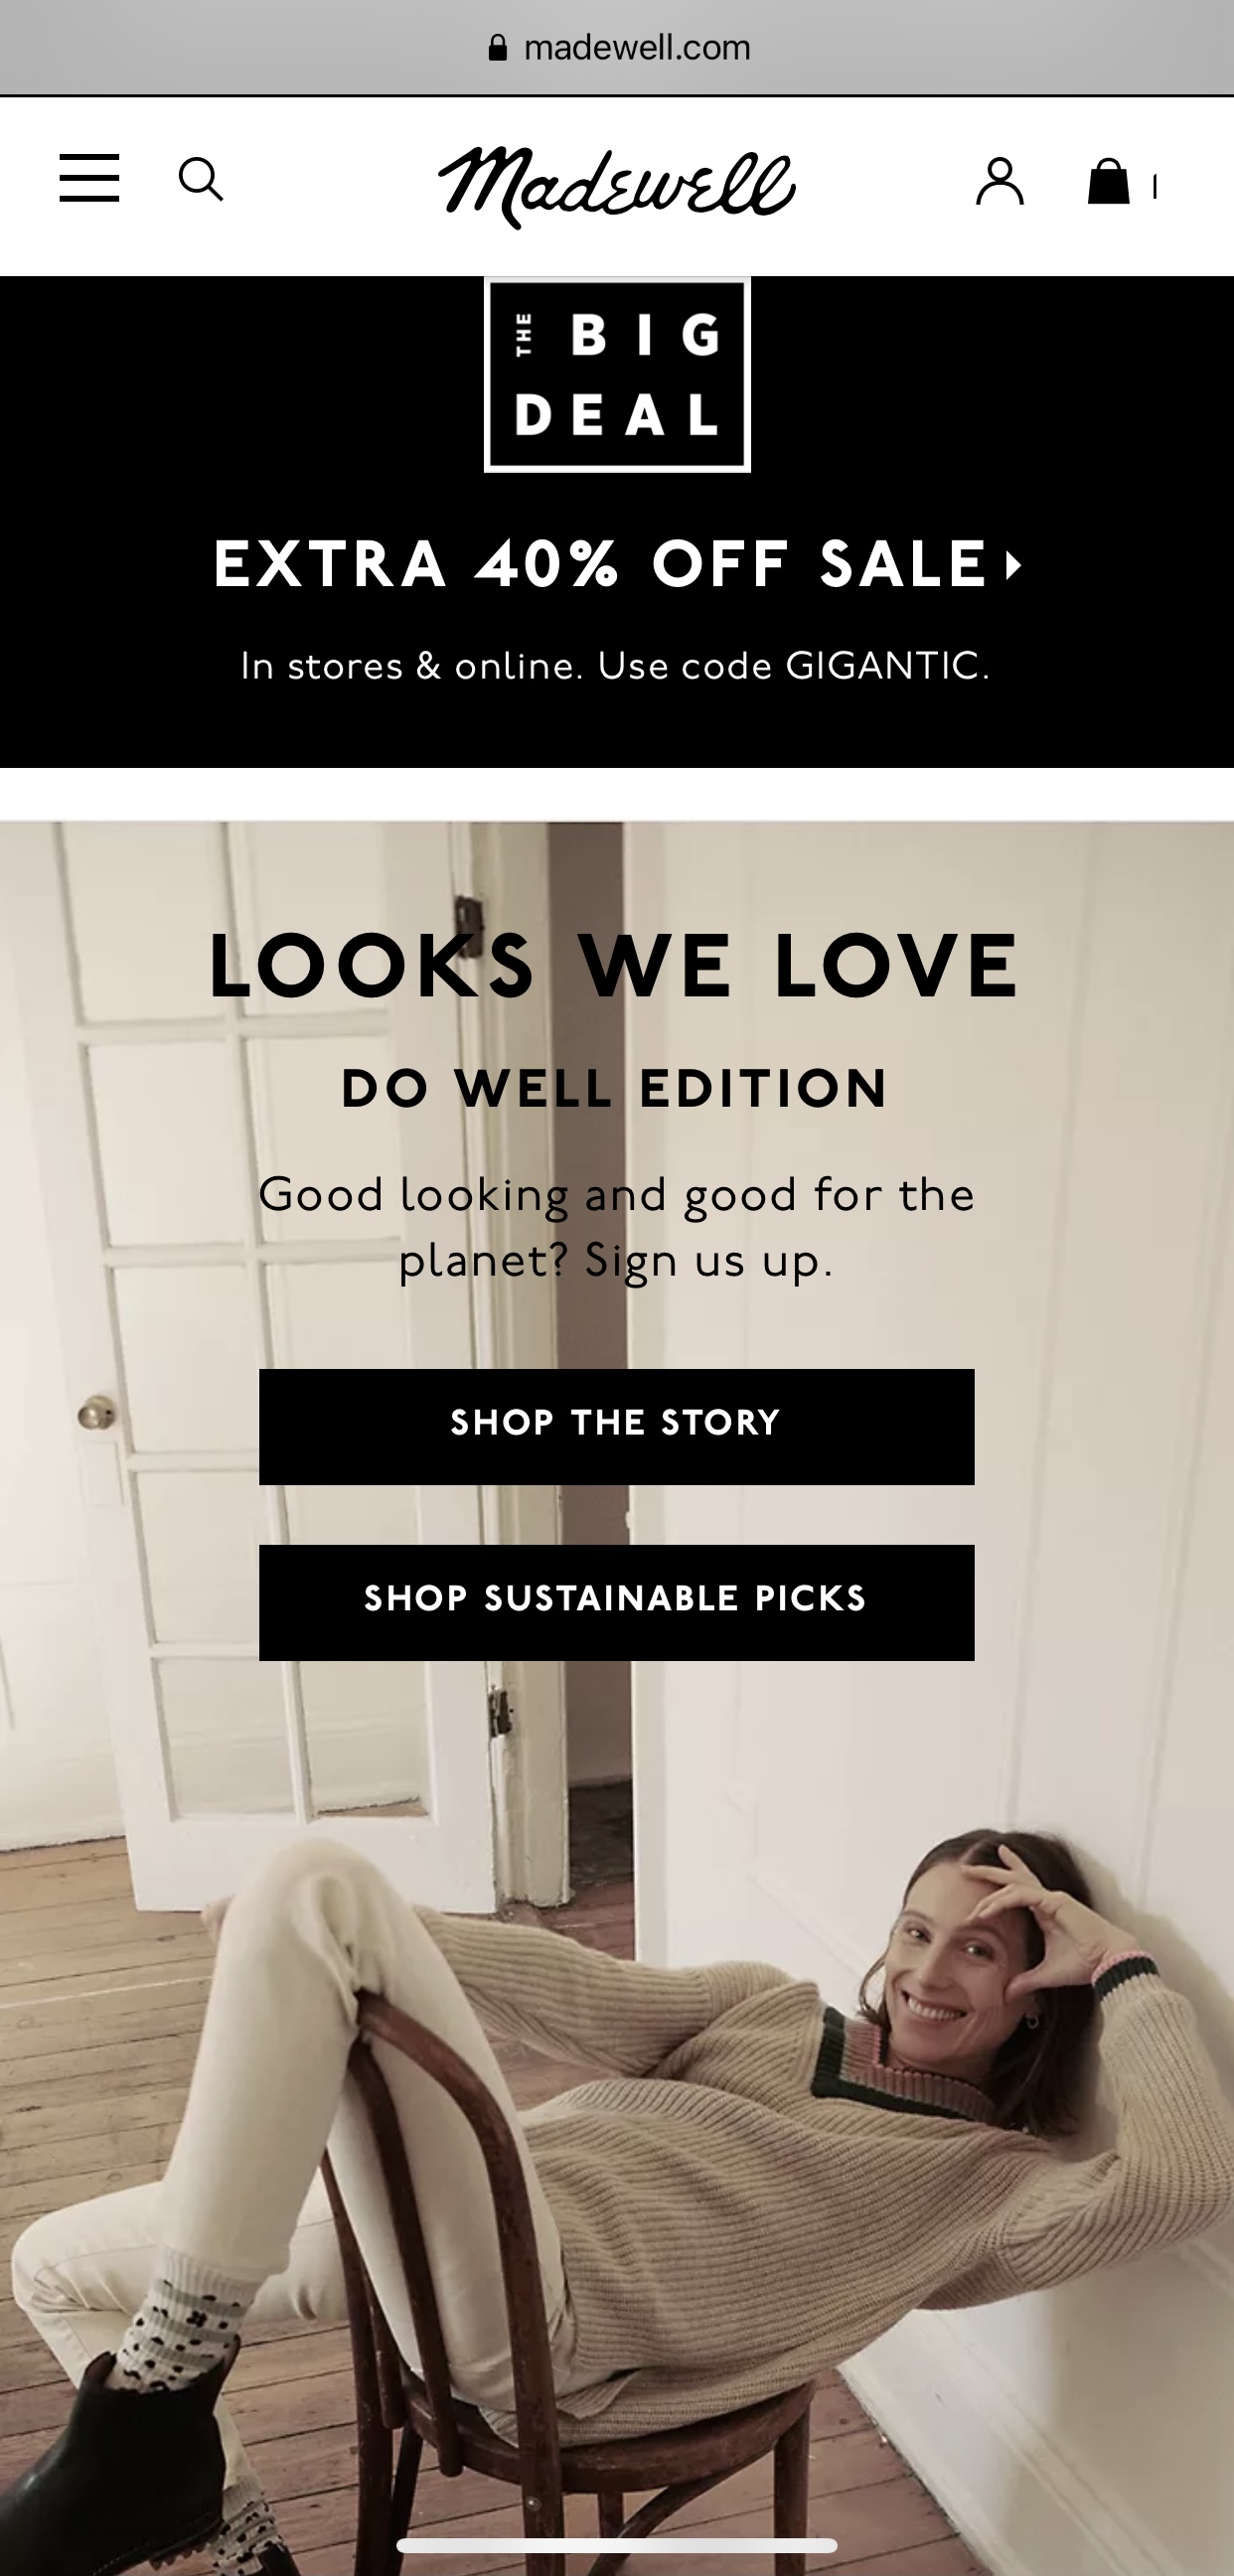 madewell.com
Madewell
THE BIG
DEAL
EXTRA 40% OFF SALE
In stores & online. Use code GIGANTIC.
LOOKS WE LOVE
DO WELL EDITION
Good looking and good for the
planet? Sign us up.
SHOP THE STORY
SHOP SUSTAINABLE PICKS